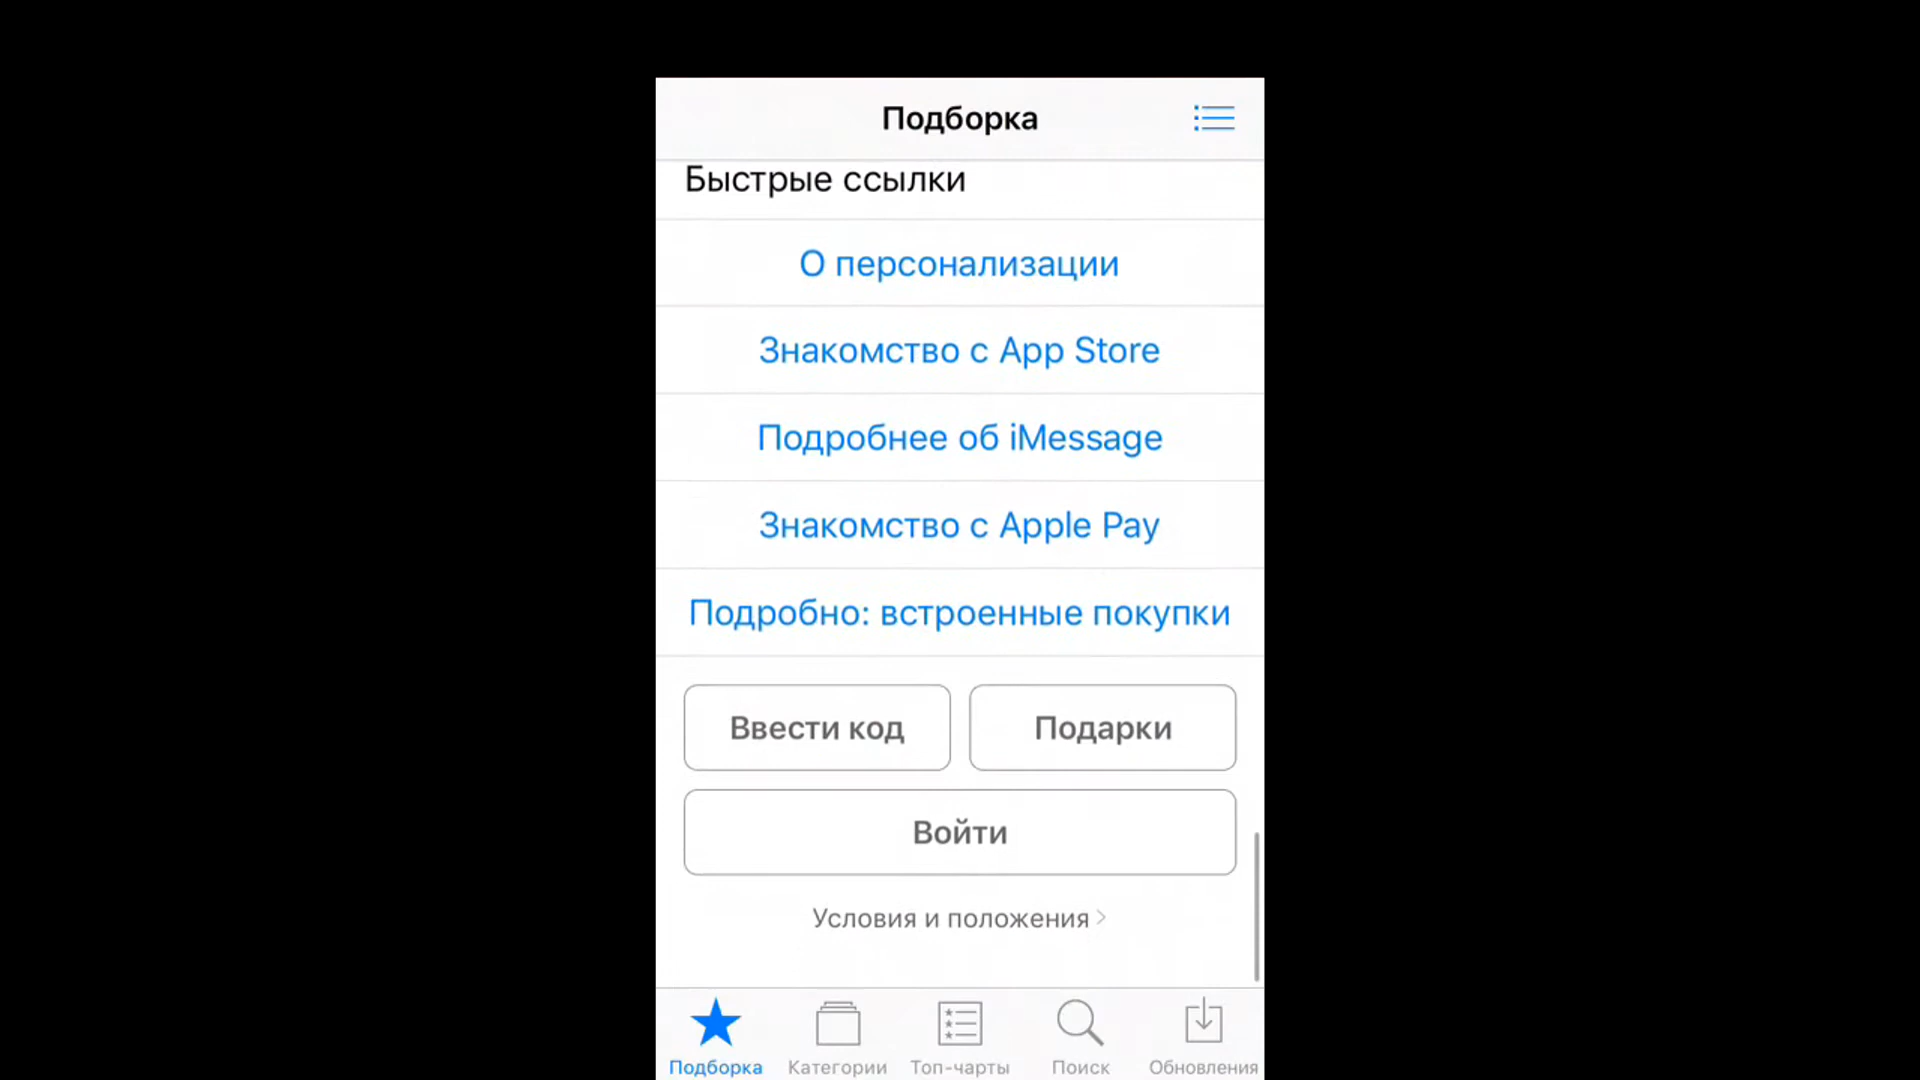 Подборка
Быстрые ссылки
О персонализации
Знакомство с App Store
Подробнее об iMessage
Знакомство с Apple Pay
Подробно: встроенные покупки
Ввести код
Подарки
Войти
Условия и положения
Подборка
Категории
Топ-чарты
Поиск
Обновления